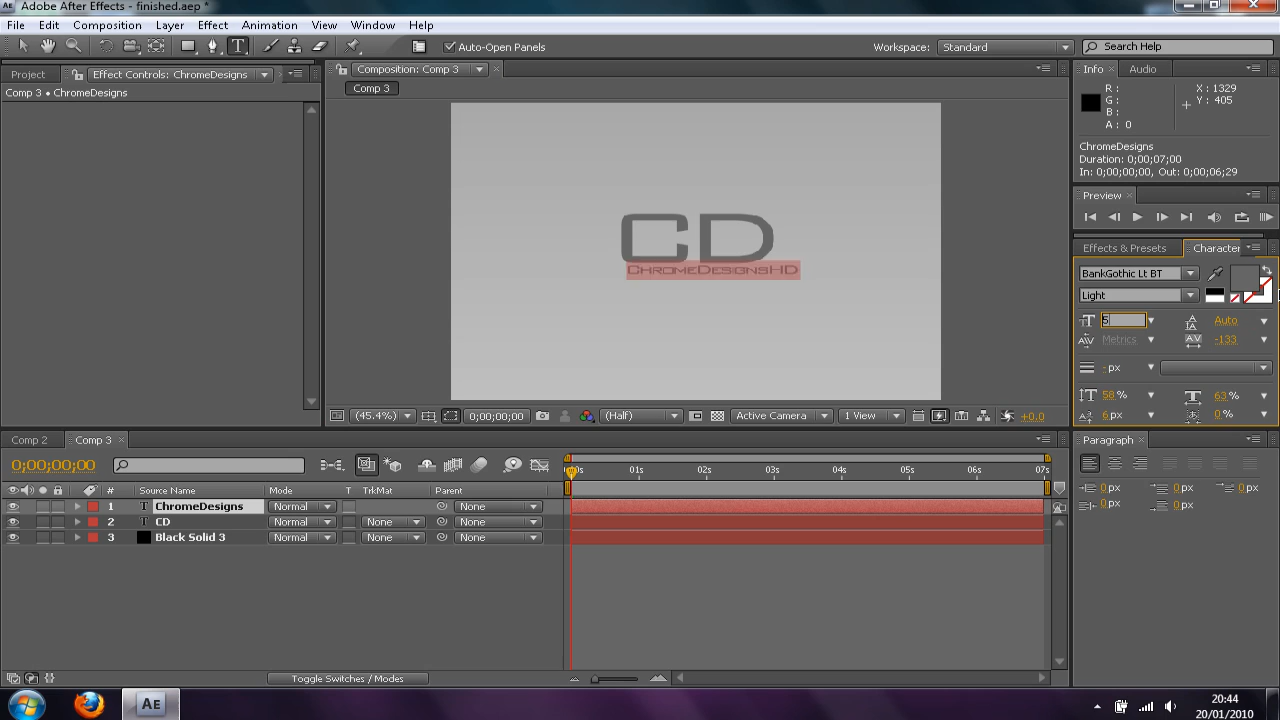 Adobe After Effects - finished.aep *
File Edit Composition Layer Effect Animation View Window Help
Auto-Open Panels
Workspace: Standard
Search Help
Project
Effect Controls: ChromeDesigns
Comp 3 • ChromeDesigns
Composition: Comp 3
Comp 3
CD
ChromeDesignsHD
(45.4%) 0;00;00;00 (Half) Active Camera 1 View +0.0
Info Audio
R :
G :
B :
A : 0
X : 1329
Y : 405
ChromeDesigns
Duration: 0;00;07;00
In: 0;00;00;00, Out: 0;00;06;29
Preview
Effects & Presets Character
BankGothic Lt BT
Light
5 Auto
Metrics -133
- px
58 % 63 %
6 px 0 %
Paragraph
0 px 0 px 0 px
0 px 0 px
Comp 2 Comp 3
0;00;00;00
01s 02s 03s 04s 05s 06s 07s
# Source Name Mode T TrkMat Parent
1 T ChromeDesigns Normal None
2 T CD Normal None None
3 Black Solid 3 Normal None None
Toggle Switches / Modes
AE
20:44
20/01/2010